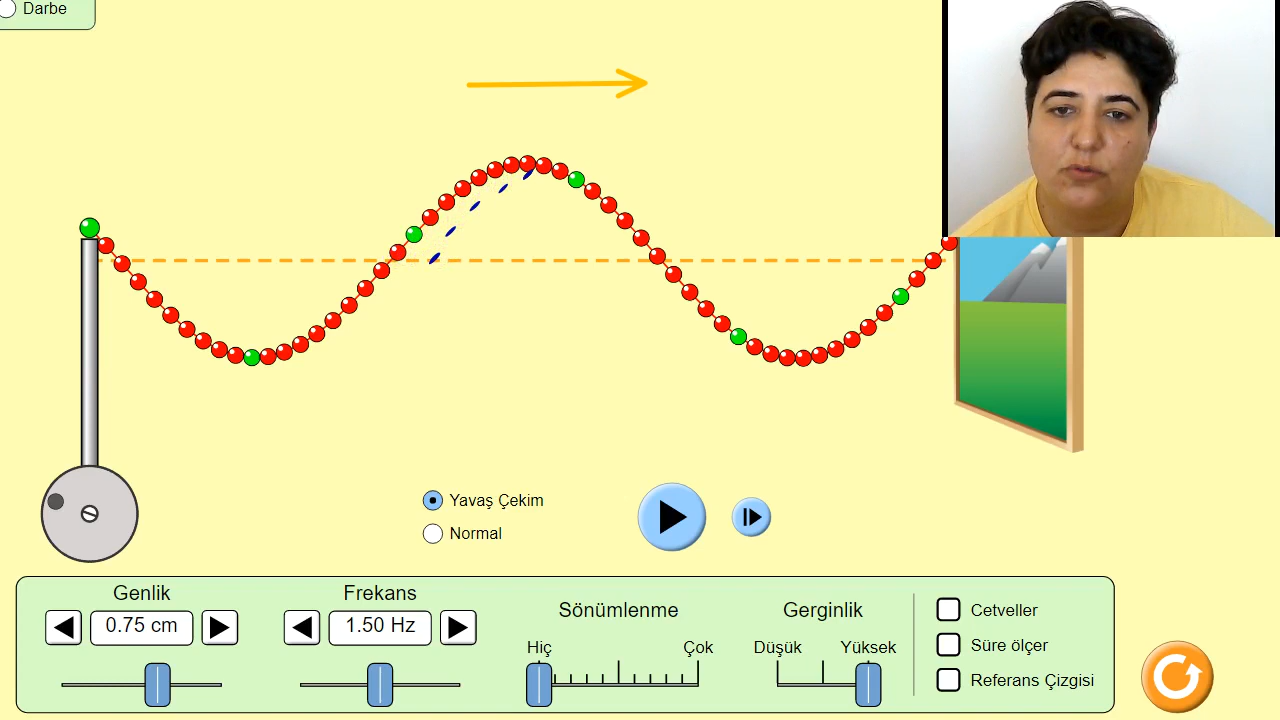 Darbe
Yavaş Çekim
Normal
Genlik
0.75 cm
Frekans
1.50 Hz
Sönümlenme
Hiç
Çok
Gerginlik
Düşük
Yüksek
Cetveller
Süre ölçer
Referans Çizgisi